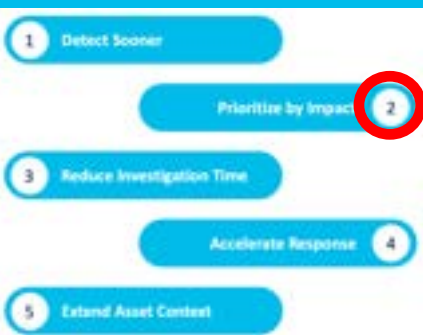 1 Detect Sooner
Prioritize by Impact 2
3 Reduce Investigation Time
Accelerate Response 4
5 Extend Asset Context